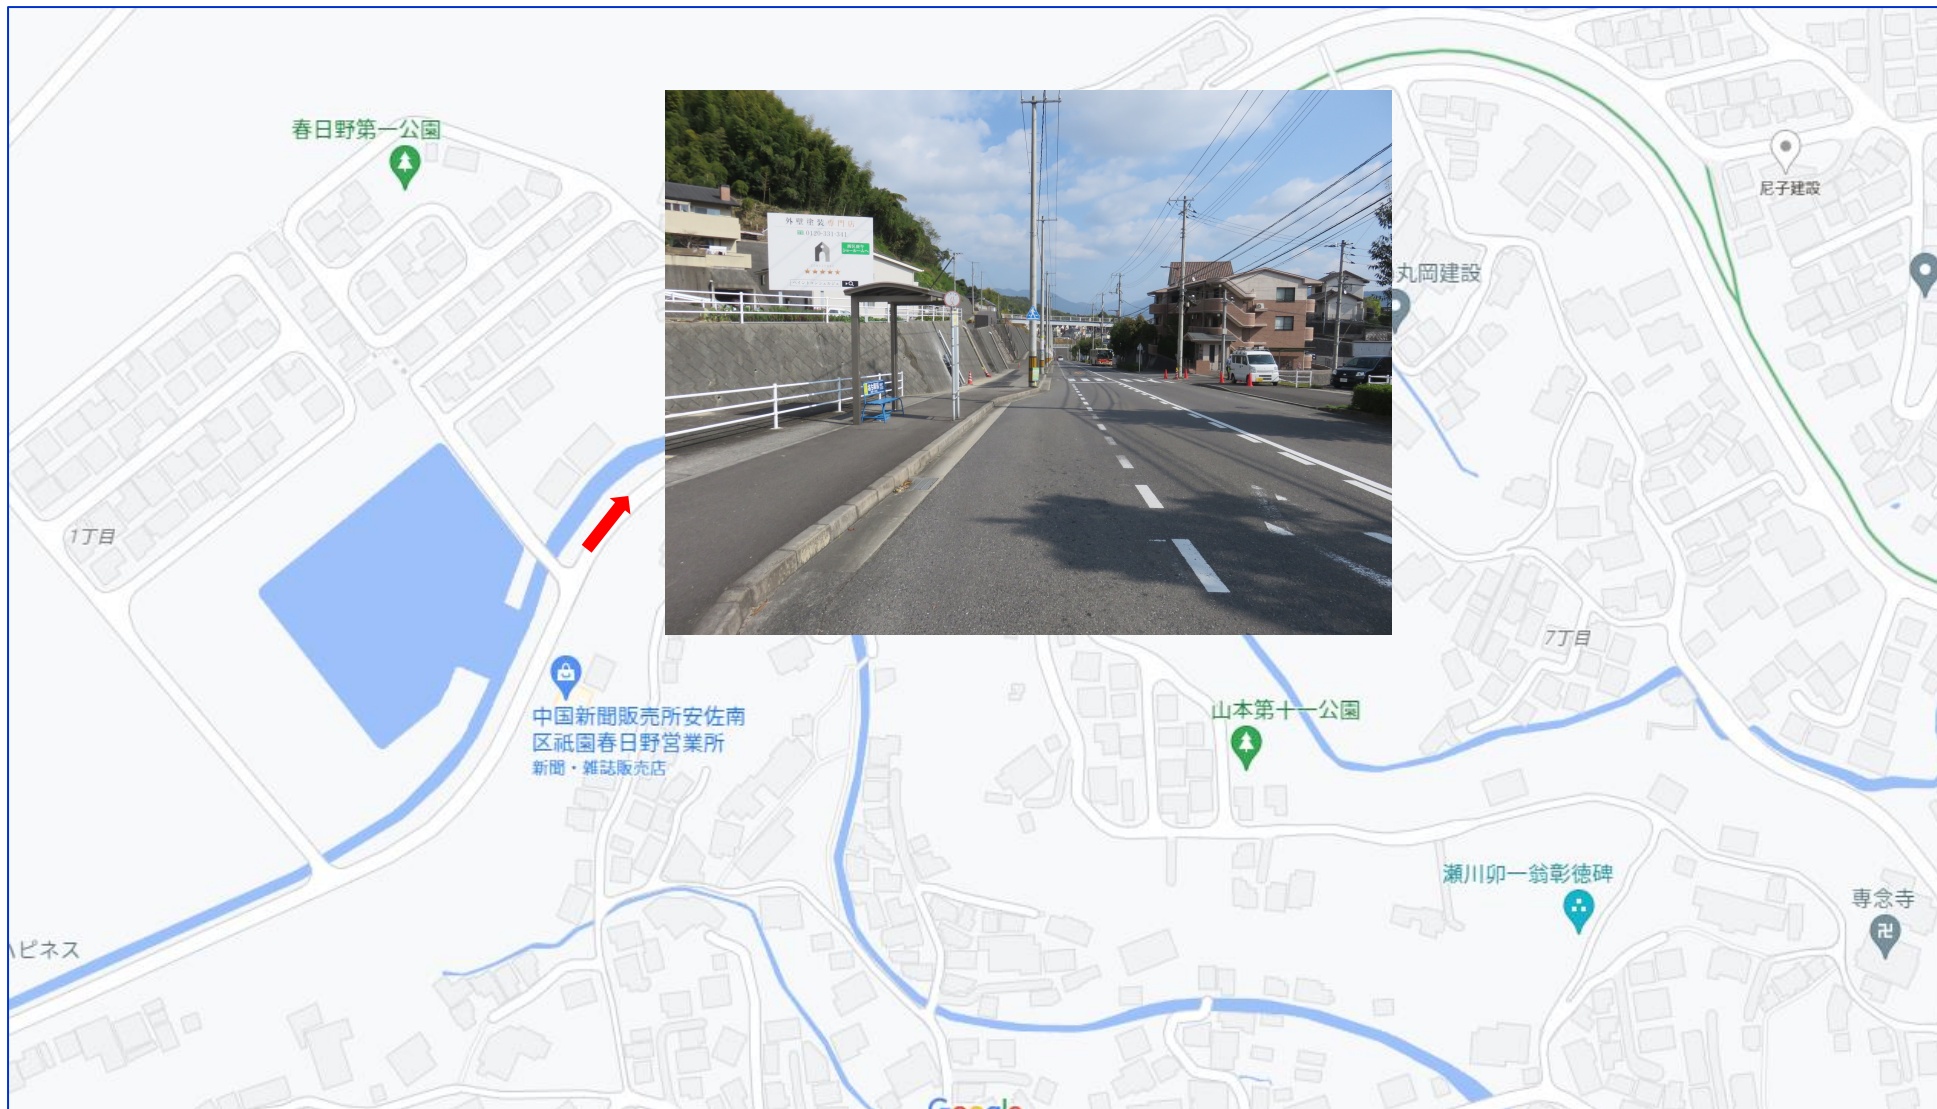 春日野第一公園
尼子建設
外壁塗装専門店
丸岡建設
1丁目
7丁目
中国新聞販売所安佐南
区祇園春日野営業所
新聞・雑誌販売店
山本第十一公園
瀬川卯一翁彰徳碑
専念寺
ハピネス
Google